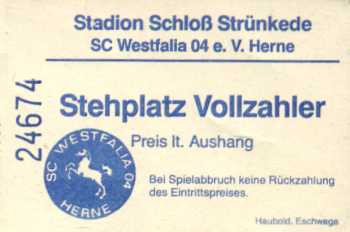 Stadion Schloß Strünkede
SC Westfalia 04 e. V. Herne
24674
Stehplatz Vollzahler
Preis lt. Aushang
SC WESTFALIA 04
HERNE
Bei Spielabbruch keine Rückzahlung
des Eintrittspreises.
Haubold, Eschwege